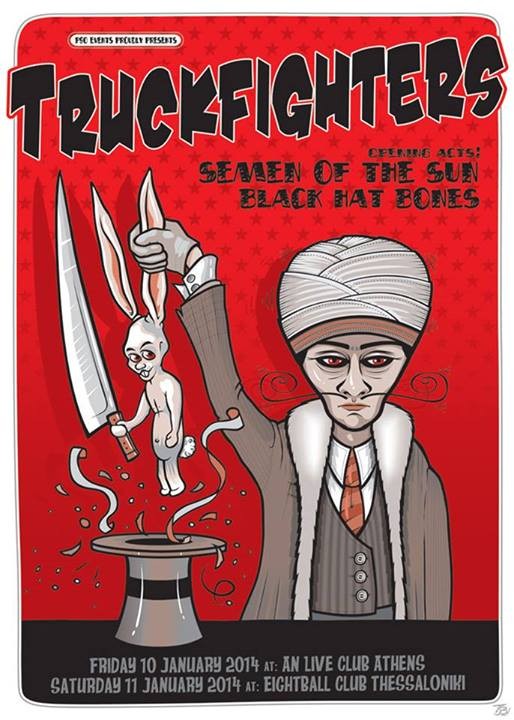 PSO EVENTS PROUDLY PRESENTS
TRUCKFIGHTERS
OPENING ACTS:
SEMEN OF THE SUN
BLACK HAT BONES
FRIDAY 10 JANUARY 2014 AT: AN LIVE CLUB ATHENS
SATURDAY 11 JANUARY 2014 AT: EIGHTBALL CLUB THESSALONIKI